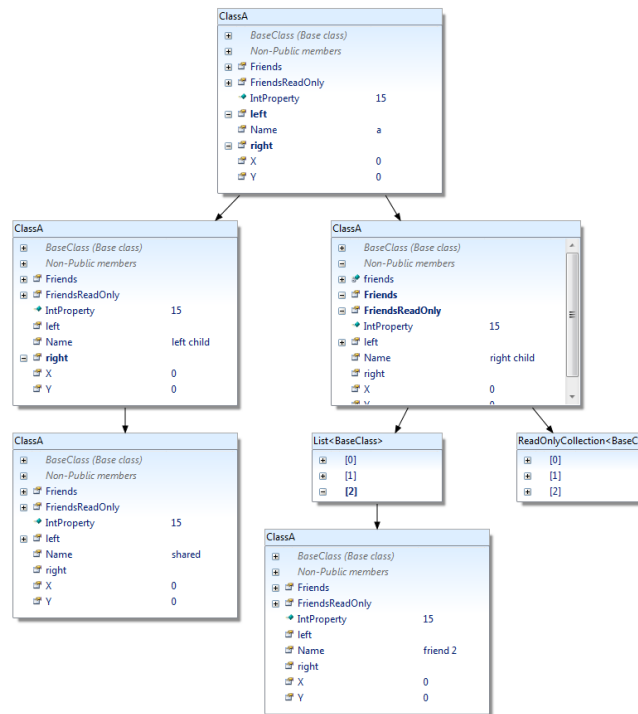 ClassA
BaseClass (Base class)
Non-Public members
Friends
FriendsReadOnly
IntProperty 15
left
Name a
right
X 0
Y 0
ClassA
BaseClass (Base class)
Non-Public members
Friends
FriendsReadOnly
IntProperty 15
left
Name left child
right
X 0
Y 0
ClassA
BaseClass (Base class)
Non-Public members
friends
Friends
FriendsReadOnly
IntProperty 15
left
Name right child
right
X 0
Y 0
ClassA
BaseClass (Base class)
Non-Public members
Friends
FriendsReadOnly
IntProperty 15
left
Name shared
right
X 0
Y 0
List<BaseClass>
[0]
[1]
[2]
ReadOnlyCollection<BaseC
[0]
[1]
[2]
ClassA
BaseClass (Base class)
Non-Public members
Friends
FriendsReadOnly
IntProperty 15
left
Name friend 2
right
X 0
Y 0